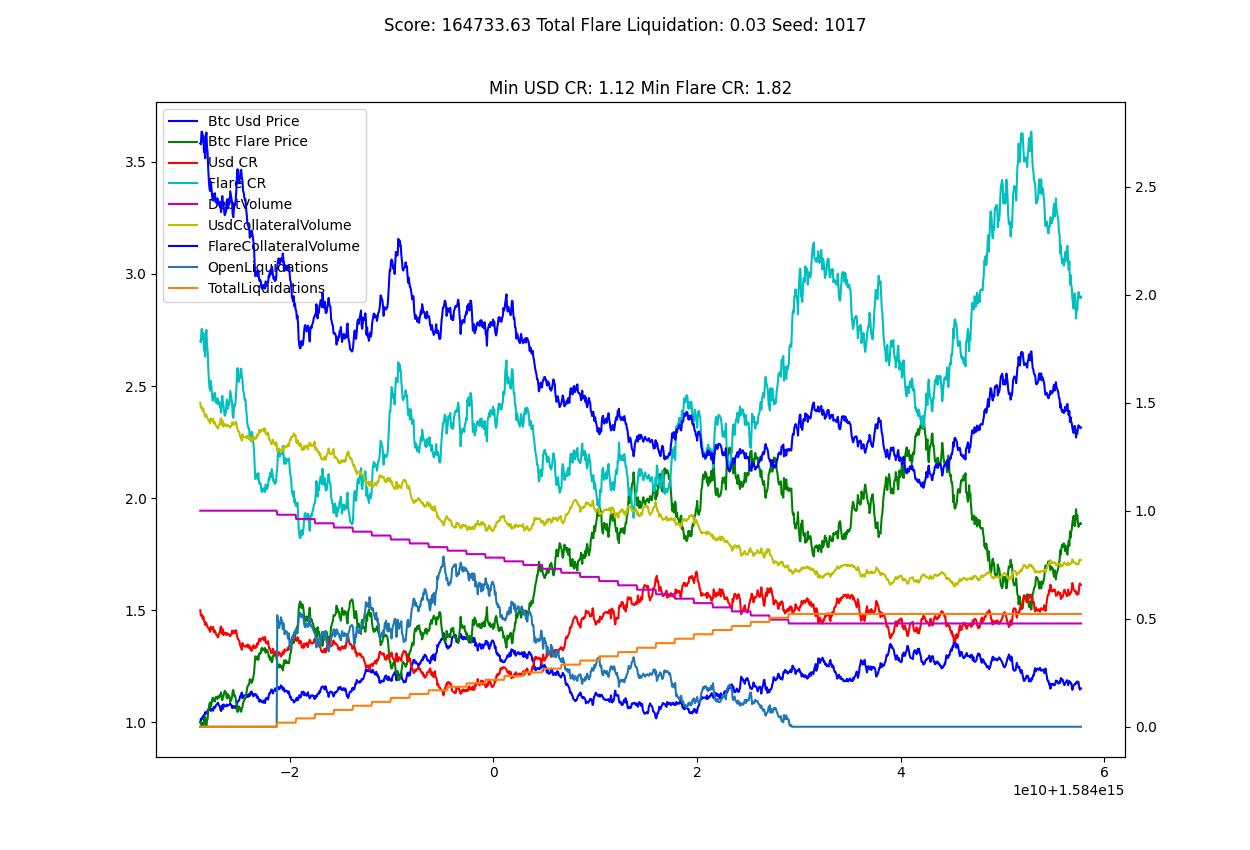 Score: 164733.63 Total Flare Liquidation: 0.03 Seed: 1017
Min USD CR: 1.12 Min Flare CR: 1.82
Btc Usd Price
Btc Flare Price
Usd CR
Flare CR
DebtVolume
UsdCollateralVolume
FlareCollateralVolume
OpenLiquidations
TotalLiquidations
3.5
3.0
2.5
2.0
1.5
1.0
2.5
2.0
1.5
1.0
0.5
0.0
−2
0
2
4
6
1e10+1.584e15